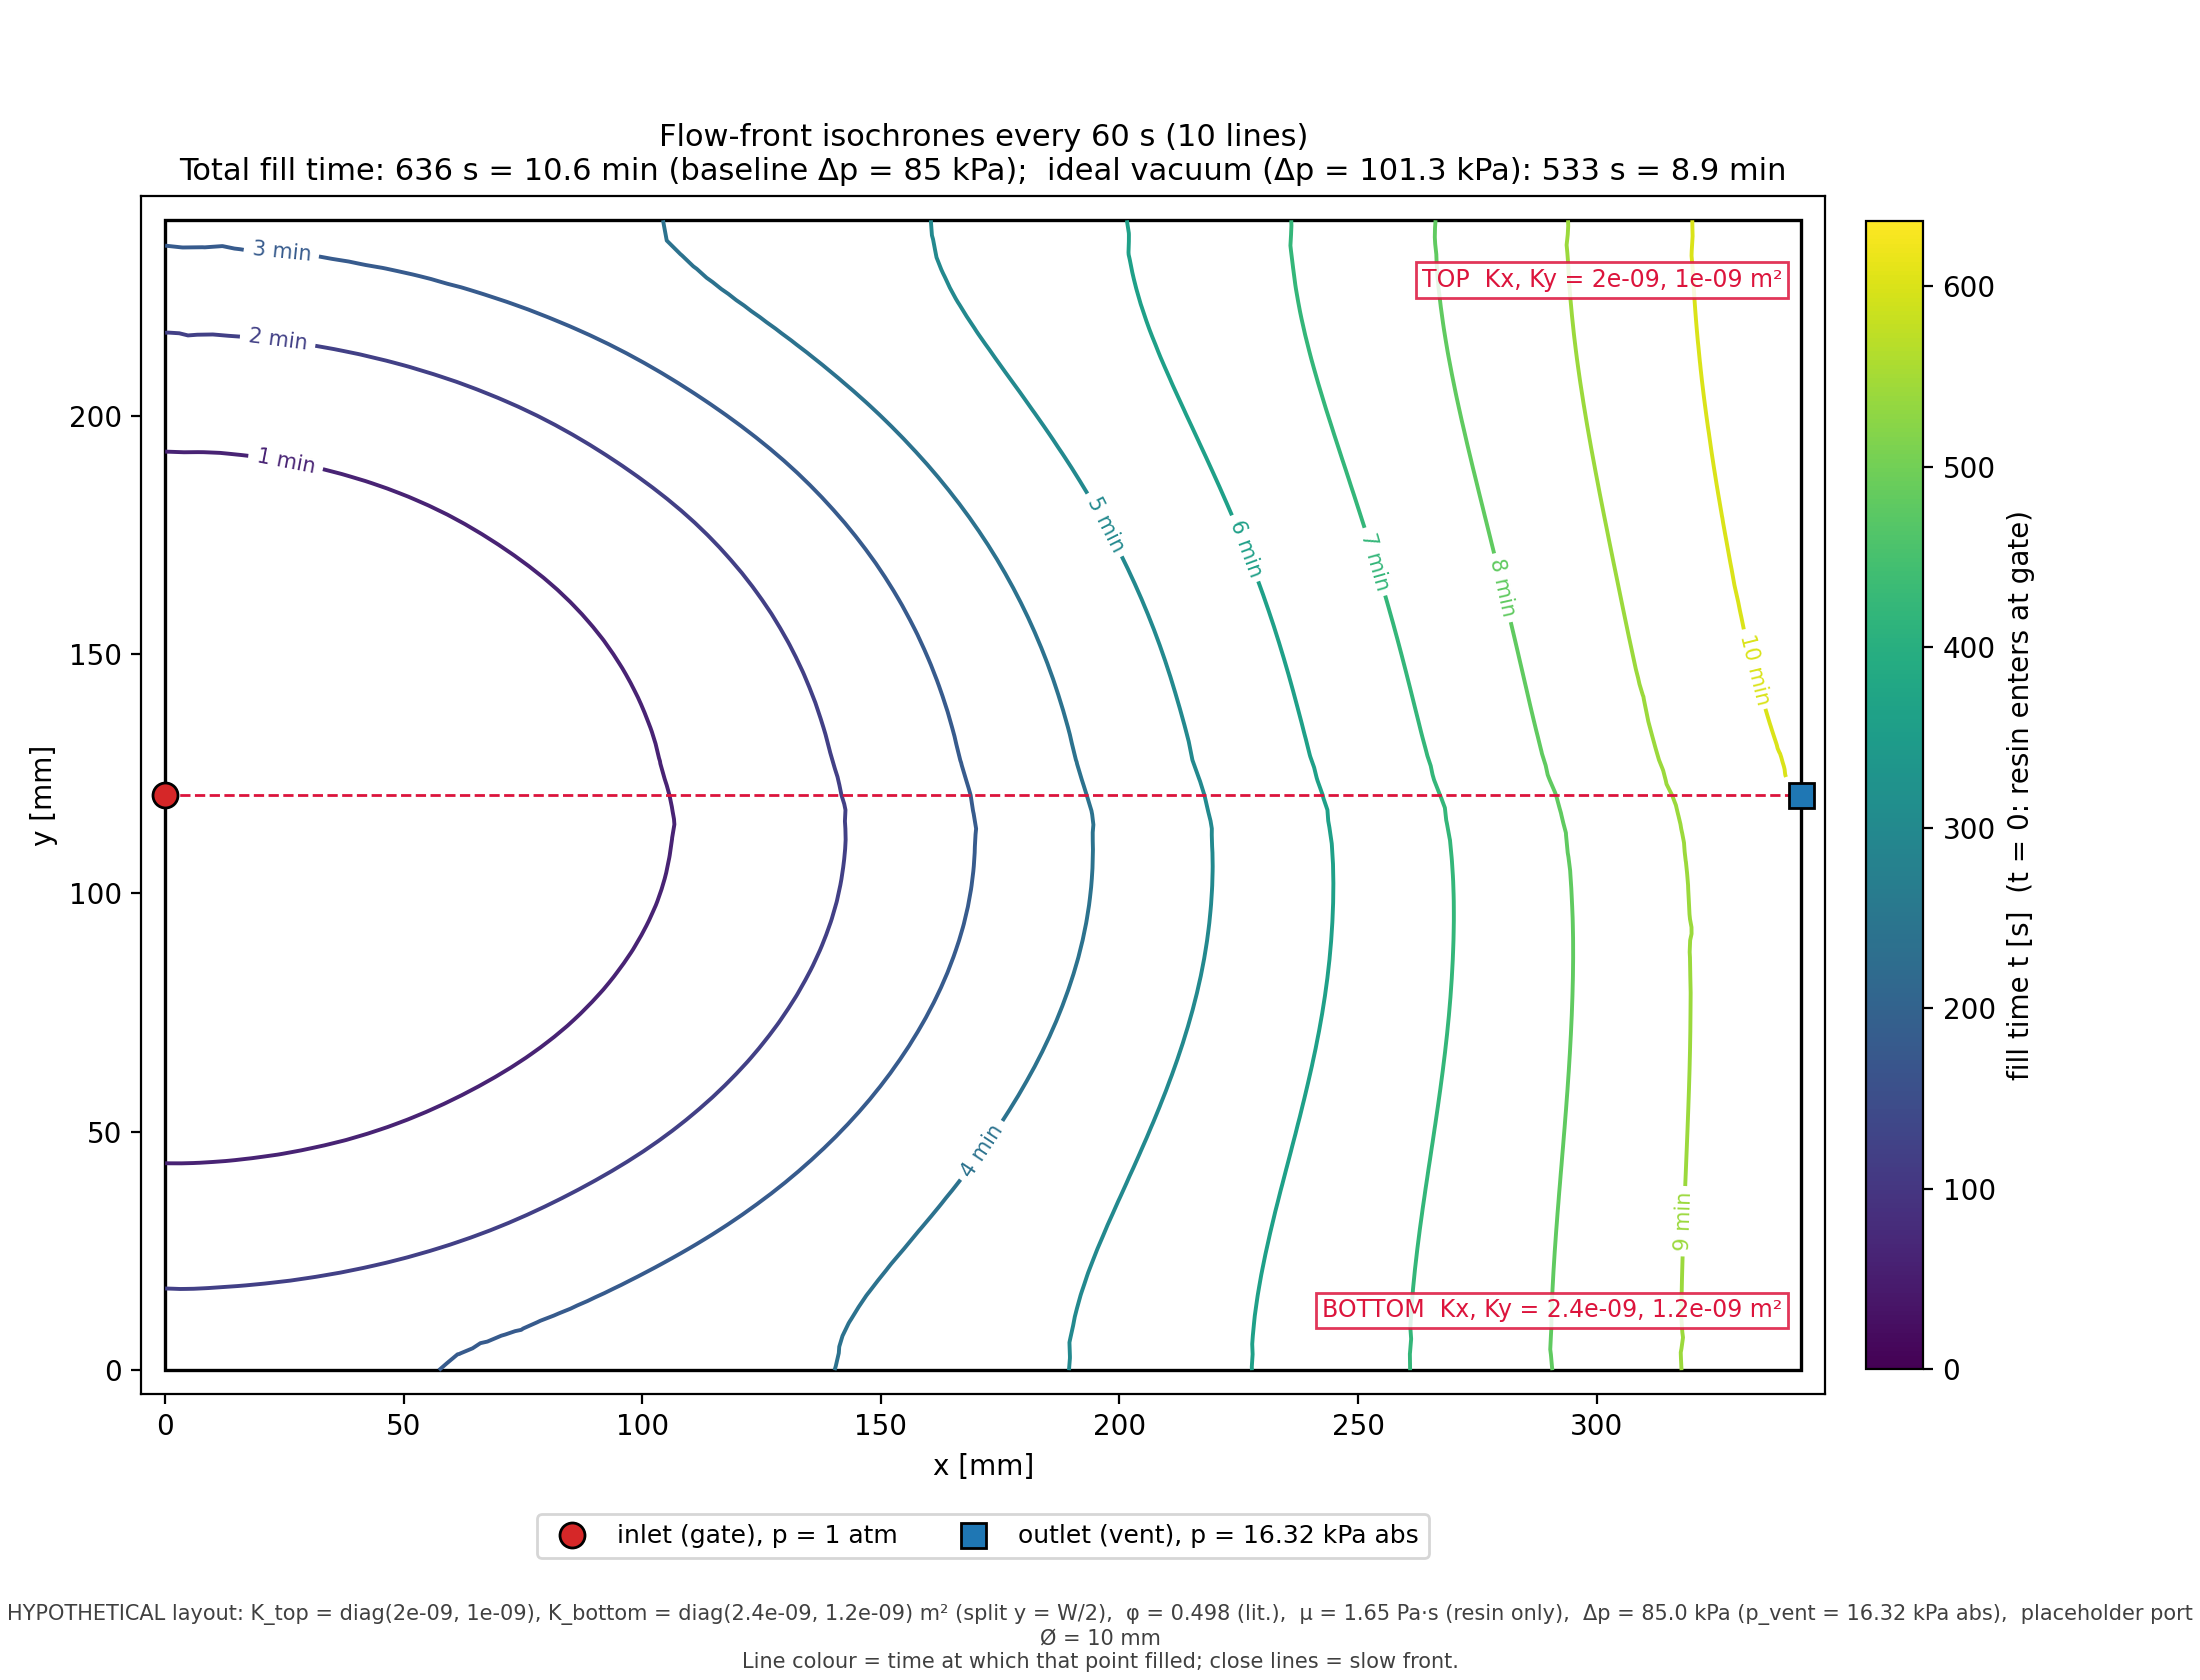 Flow-front isochrones every 60 s (10 lines)
Total fill time: 636 s = 10.6 min (baseline Δp = 85 kPa);  ideal vacuum (Δp = 101.3 kPa): 533 s = 8.9 min
3 min
2 min
1 min
5 min
6 min
7 min
8 min
10 min
4 min
9 min
TOP  Kx, Ky = 2e-09, 1e-09 m²
BOTTOM  Kx, Ky = 2.4e-09, 1.2e-09 m²
200
150
100
50
0
y [mm]
0
50
100
150
200
250
300
x [mm]
600
500
400
300
200
100
0
fill time t [s]  (t = 0: resin enters at gate)
inlet (gate), p = 1 atm
outlet (vent), p = 16.32 kPa abs
HYPOTHETICAL layout: K_top = diag(2e-09, 1e-09), K_bottom = diag(2.4e-09, 1.2e-09) m² (split y = W/2),  φ = 0.498 (lit.),  μ = 1.65 Pa·s (resin only),  Δp = 85.0 kPa (p_vent = 16.32 kPa abs),  placeholder port
Ø = 10 mm
Line colour = time at which that point filled; close lines = slow front.